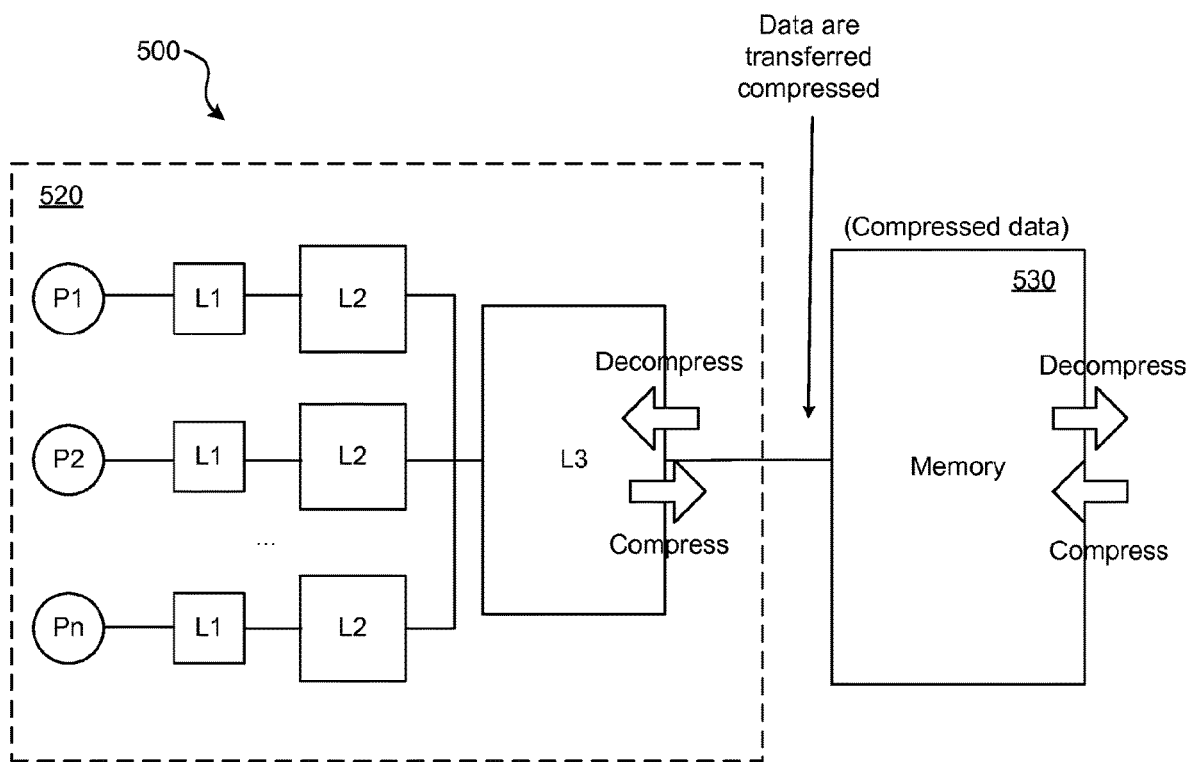 500
Data are
transferred
compressed
520
(Compressed data)
530
P1
L1
L2
Decompress
Decompress
P2
L1
L2
L3
Memory
...
Compress
Compress
Pn
L1
L2